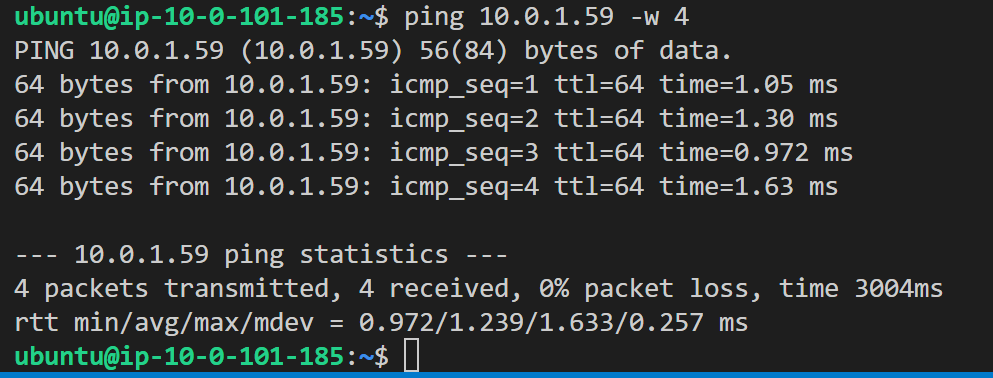 ubuntu@ip-10-0-101-185:~$ ping 10.0.1.59 -w 4
PING 10.0.1.59 (10.0.1.59) 56(84) bytes of data.
64 bytes from 10.0.1.59: icmp_seq=1 ttl=64 time=1.05 ms
64 bytes from 10.0.1.59: icmp_seq=2 ttl=64 time=1.30 ms
64 bytes from 10.0.1.59: icmp_seq=3 ttl=64 time=0.972 ms
64 bytes from 10.0.1.59: icmp_seq=4 ttl=64 time=1.63 ms
--- 10.0.1.59 ping statistics ---
4 packets transmitted, 4 received, 0% packet loss, time 3004ms
rtt min/avg/max/mdev = 0.972/1.239/1.633/0.257 ms
ubuntu@ip-10-0-101-185:~$